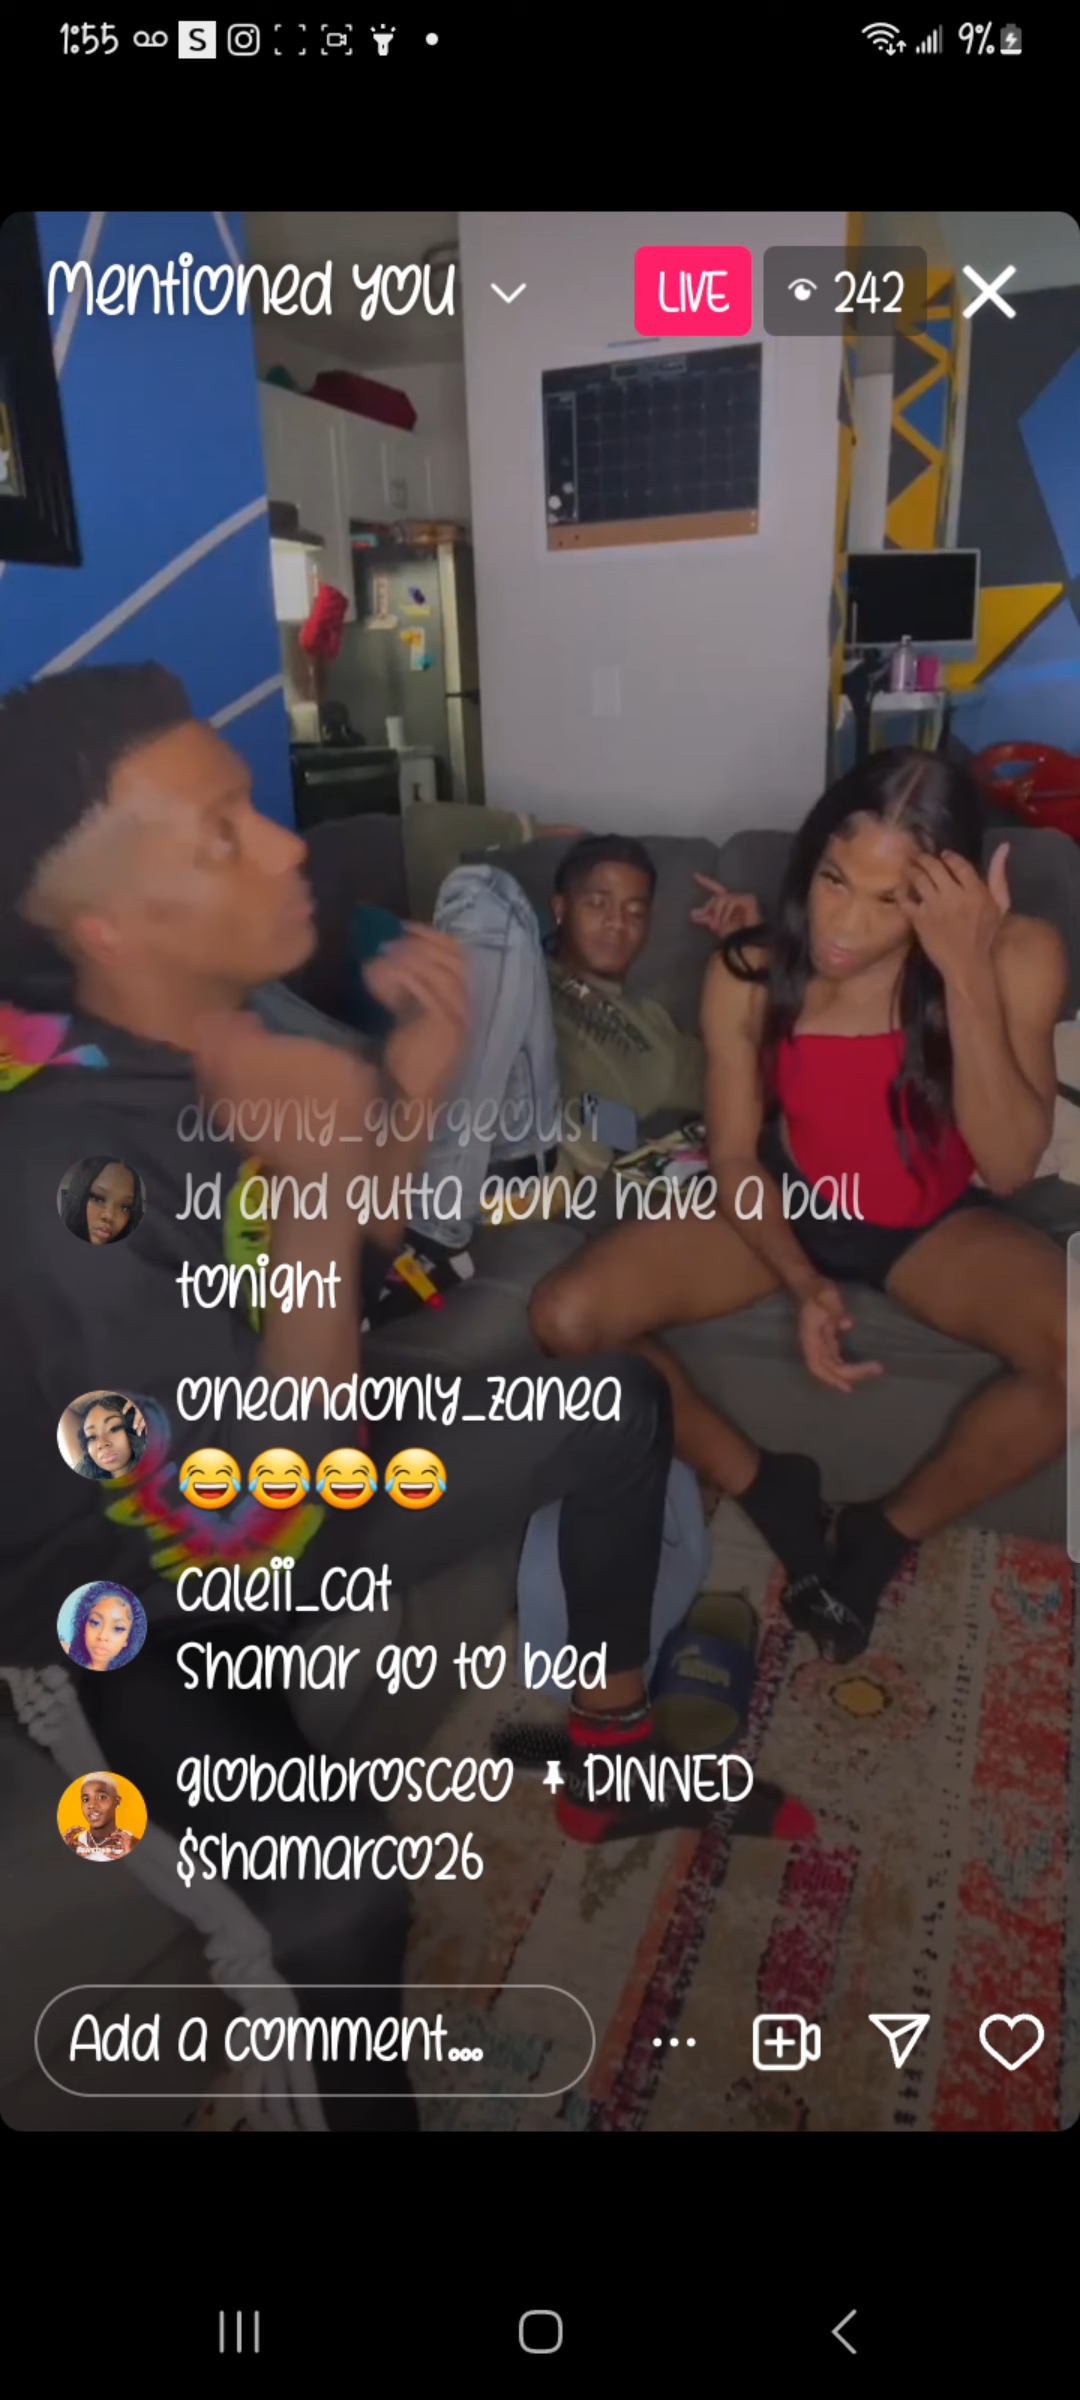 1:55
S
9%
Mentioned you
LIVE
242
daonly_gorgeous1
Jd and gutta gone have a ball
tonight
oneandonly_zanea
😂😂😂😂
caleii_cat
Shamar go to bed
globalbrosceo PINNED
$shamarco26
Add a comment...